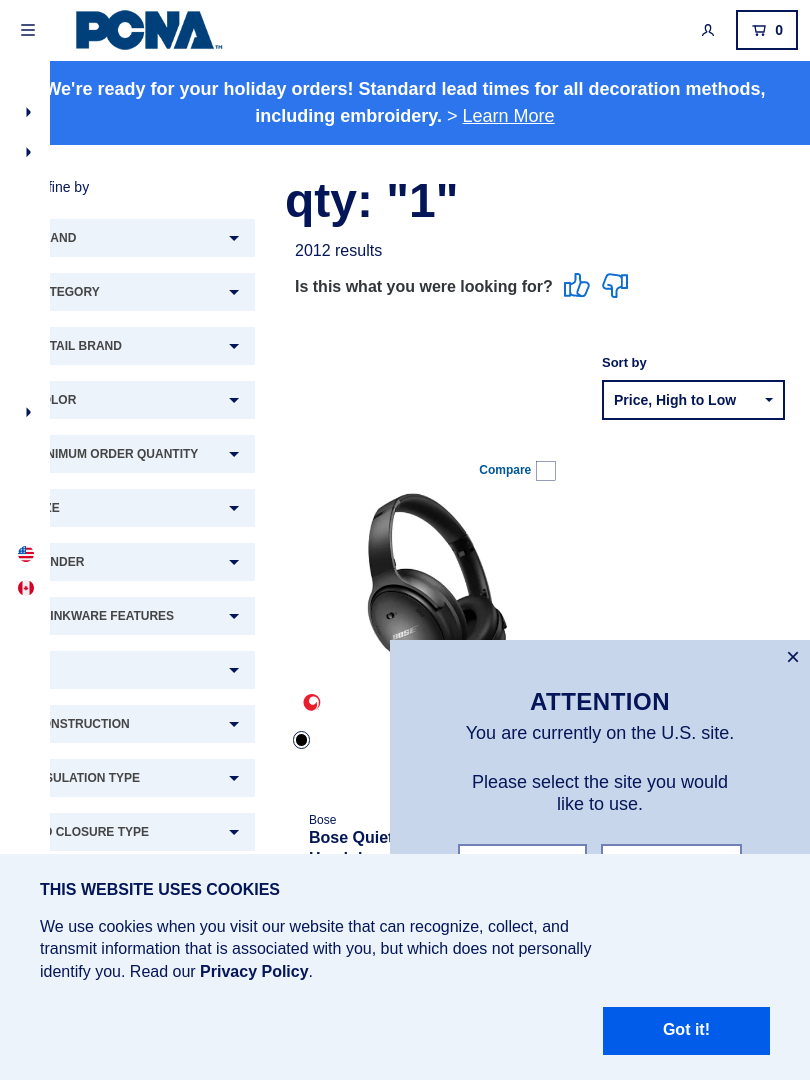 PCNA
TM
0
We're ready for your holiday orders! Standard lead times for all decoration methods,
including embroidery. > Learn More
fine by
qty: "1"
2012 results
Is this what you were looking for?
AND
TEGORY
TAIL BRAND
OLOR
NIMUM ORDER QUANTITY
ZE
NDER
INKWARE FEATURES
ONSTRUCTION
SULATION TYPE
D CLOSURE TYPE
Sort by
Price, High to Low
Compare
BOSE
Bose
Bose Quiet
ATTENTION
You are currently on the U.S. site.
Please select the site you would
like to use.
THIS WEBSITE USES COOKIES
We use cookies when you visit our website that can recognize, collect, and
transmit information that is associated with you, but which does not personally
identify you. Read our Privacy Policy.
Got it!